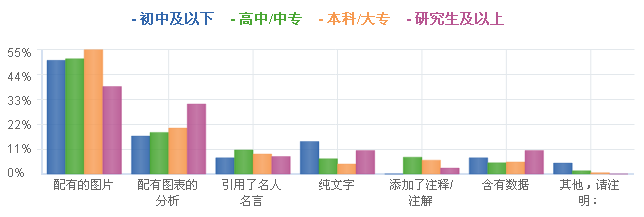 - 初中及以下 - 高中/中专 - 本科/大专 - 研究生及以上
55%
44%
33%
22%
11%
0%
配有的图片 配有图表的 引用了名人 纯文字 添加了注释/ 含有数据 其他，请注
分析 名言 注解 明：